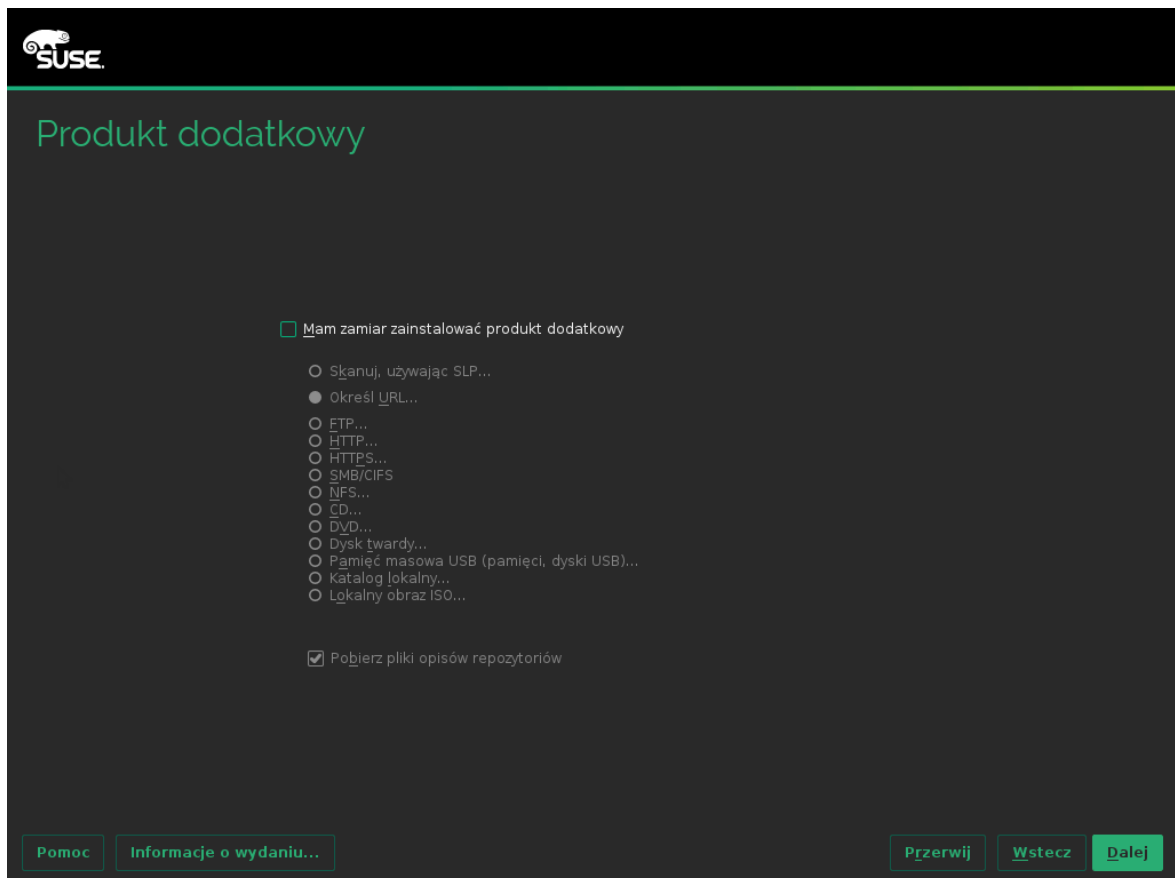 SUSE.
Produkt dodatkowy
Mam zamiar zainstalować produkt dodatkowy
Skanuj, używając SLP...
Określ URL...
FTP...
HTTP...
HTTPS...
SMB/CIFS
NFS...
CD...
DVD...
Dysk twardy...
Pamięć masowa USB (pamięci, dyski USB)...
Katalog lokalny...
Lokalny obraz ISO...
Pobierz pliki opisów repozytoriów
Pomoc Informacje o wydaniu... Przerwij Wstecz Dalej